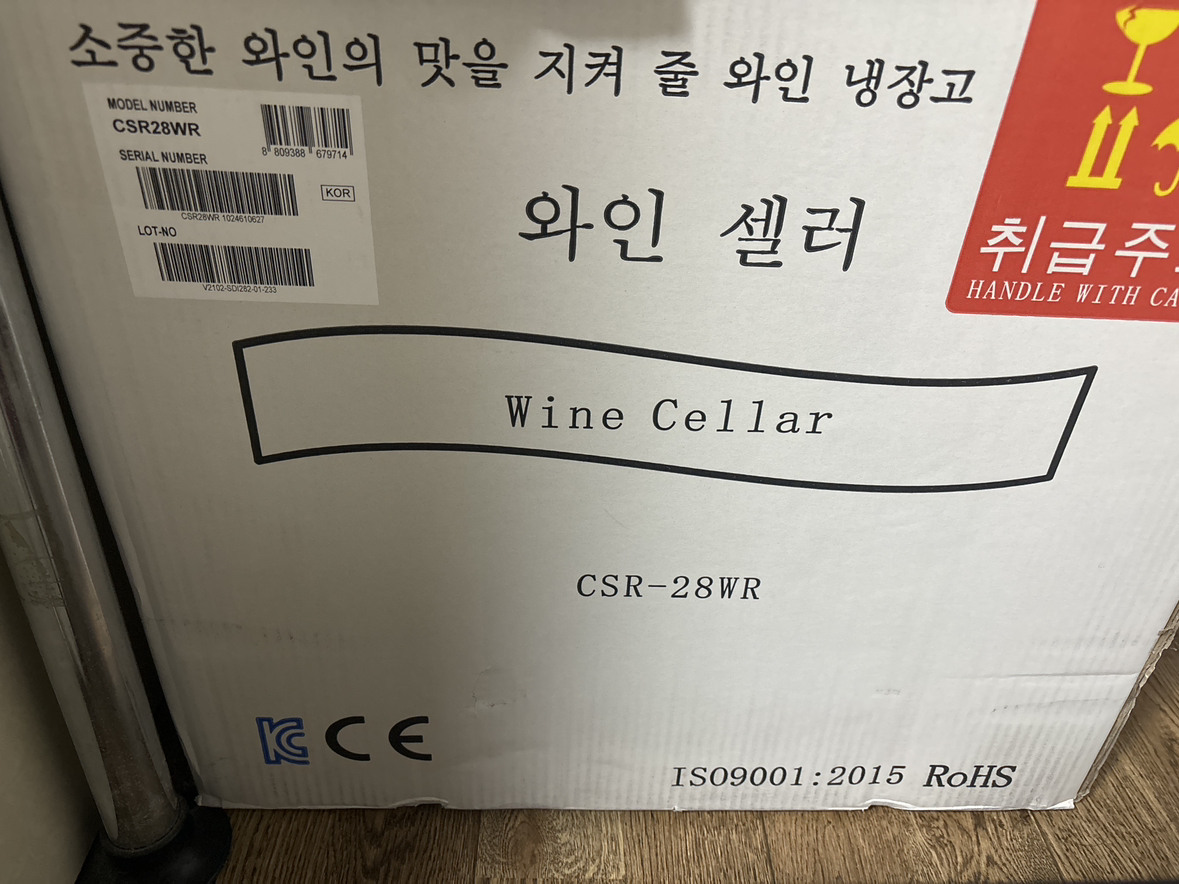 소중한 와인의 맛을 지켜 줄 와인 냉장고
MODEL NUMBER
CSR28WR
8 809388 679714
SERIAL NUMBER
KOR
CSR28WR 1024610627
LOT-NO
V2102-SDI282-01-233
와인 셀러
취급주
HANDLE WITH CA
Wine Cellar
CSR-28WR
KC CE
ISO9001:2015 RoHS